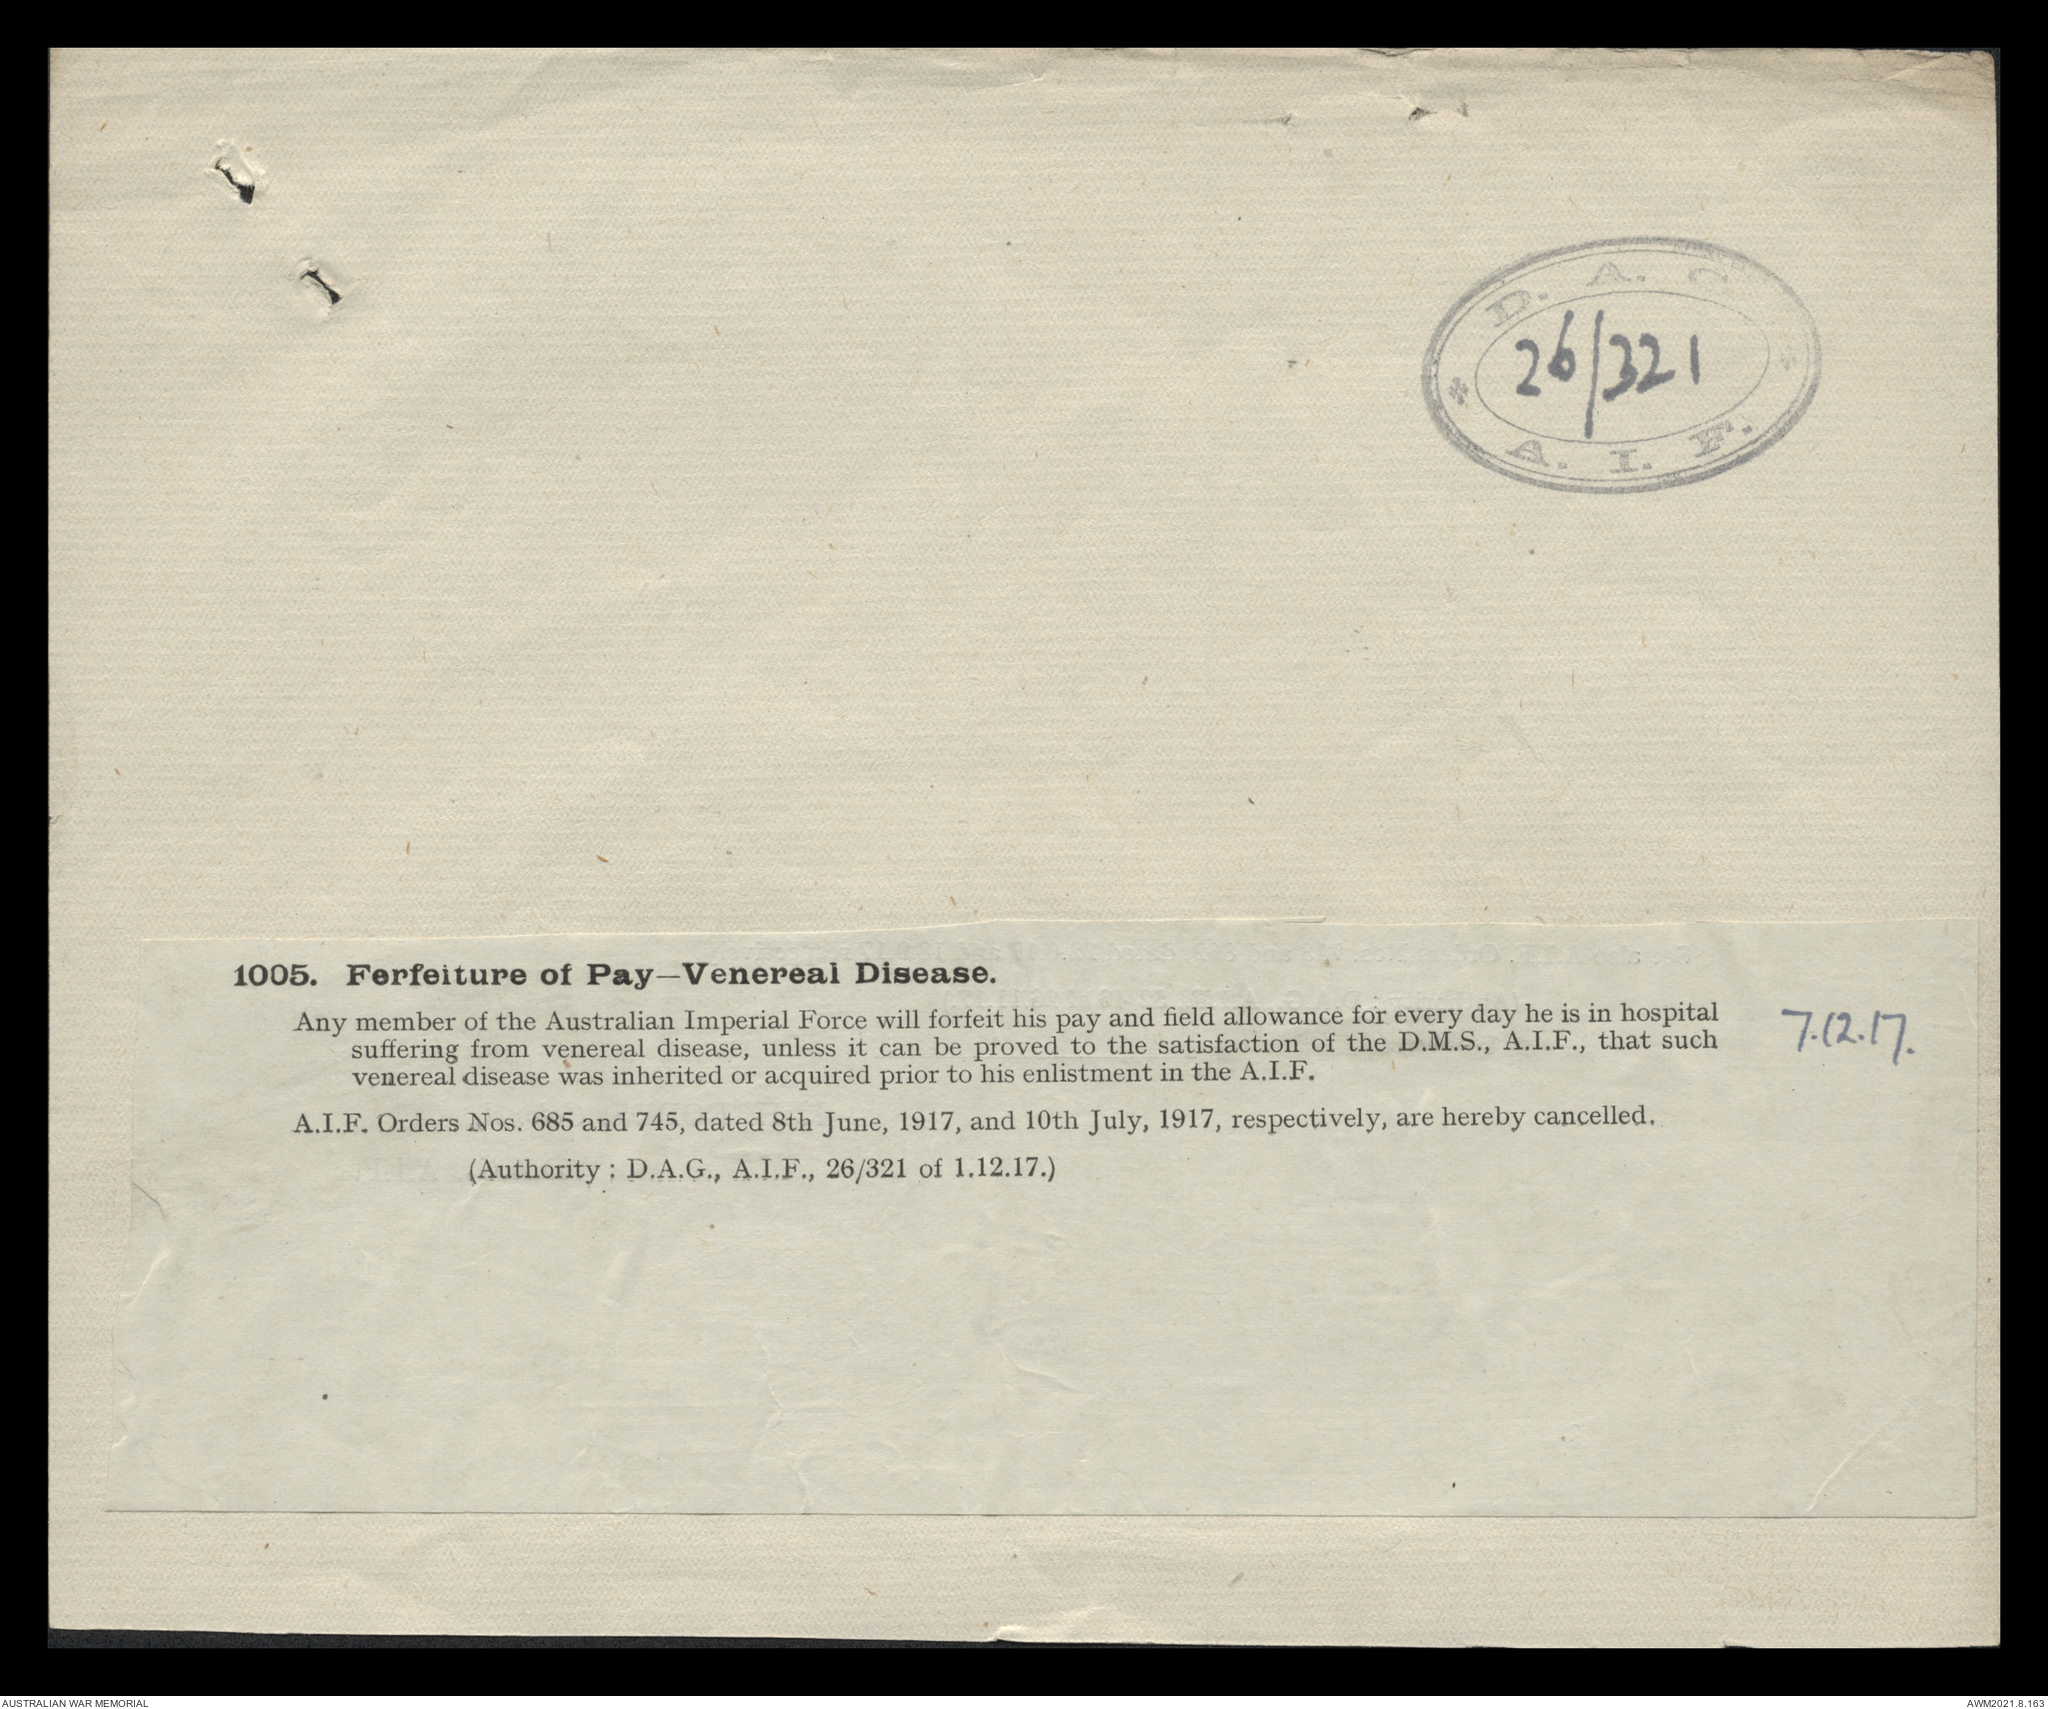 D. A. G.
26/321
A. I. F.
1005. Ferfeiture of Pay—Venereal Disease.
Any member of the Australian Imperial Force will forfeit his pay and field allowance for every day he is in hospital
suffering from venereal disease, unless it can be proved to the satisfaction of the D.M.S., A.I.F., that such
venereal disease was inherited or acquired prior to his enlistment in the A.I.F.
7.12.17.
A.I.F. Orders Nos. 685 and 745, dated 8th June, 1917, and 10th July, 1917, respectively, are hereby cancelled.
(Authority : D.A.G., A.I.F., 26/321 of 1.12.17.)
AUSTRALIAN WAR MEMORIAL
AWM2021.8.163